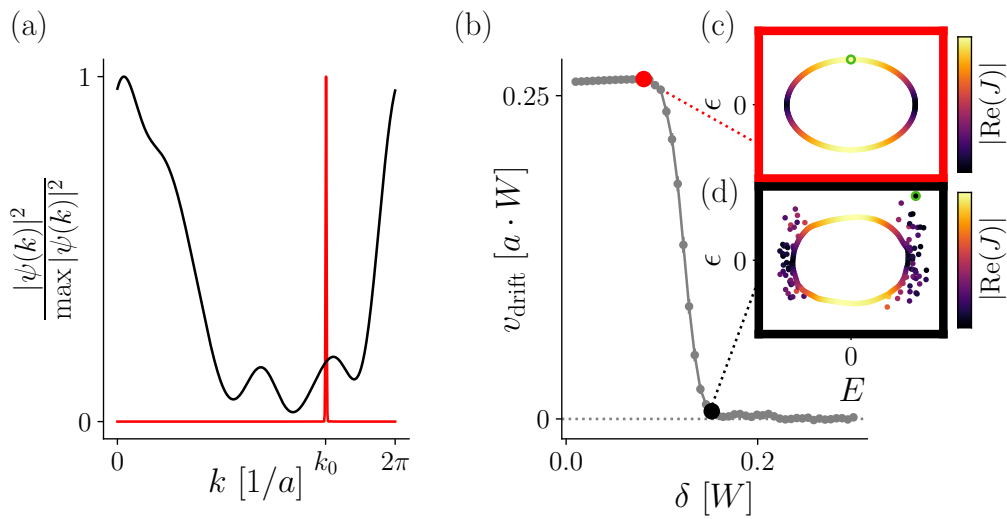 (a)
1
0
|ψ(k)|²
max |ψ(k)|²
0
k₀
2π
k [1/a]
(b)
0.25
0
v_drift [a · W]
0.0
0.2
δ [W]
(c)
ϵ
0
|Re(J)|
(d)
ϵ
0
|Re(J)|
0
E